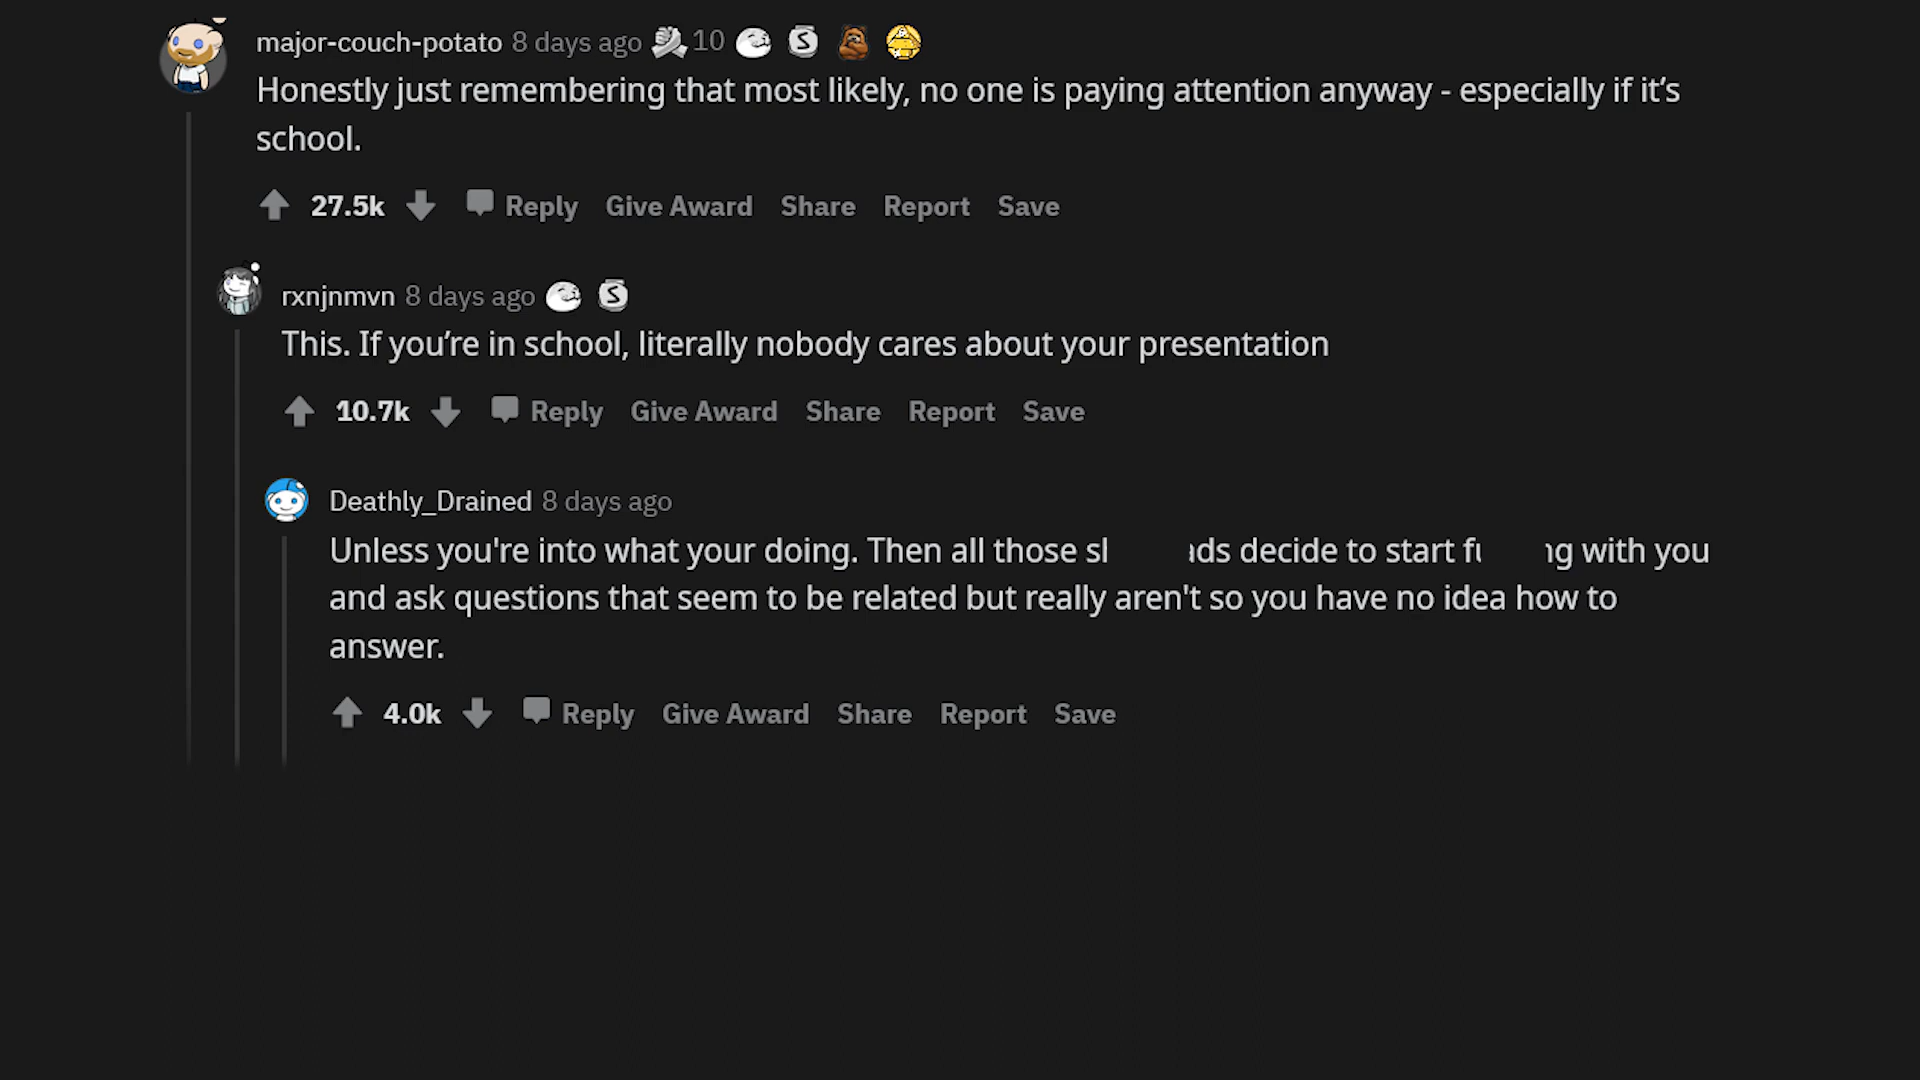 major-couch-potato 8 days ago 10
Honestly just remembering that most likely, no one is paying attention anyway - especially if it‘s
school.
27.5k Reply Give Award Share Report Save
rxnjnmvn 8 days ago
This. If you’re in school, literally nobody cares about your presentation
10.7k Reply Give Award Share Report Save
Deathly_Drained 8 days ago
Unless you're into what your doing. Then all those decide to start with you
and ask questions that seem to be related but really aren't so you have no idea how to
answer.
4.0k Reply Give Award Share Report Save